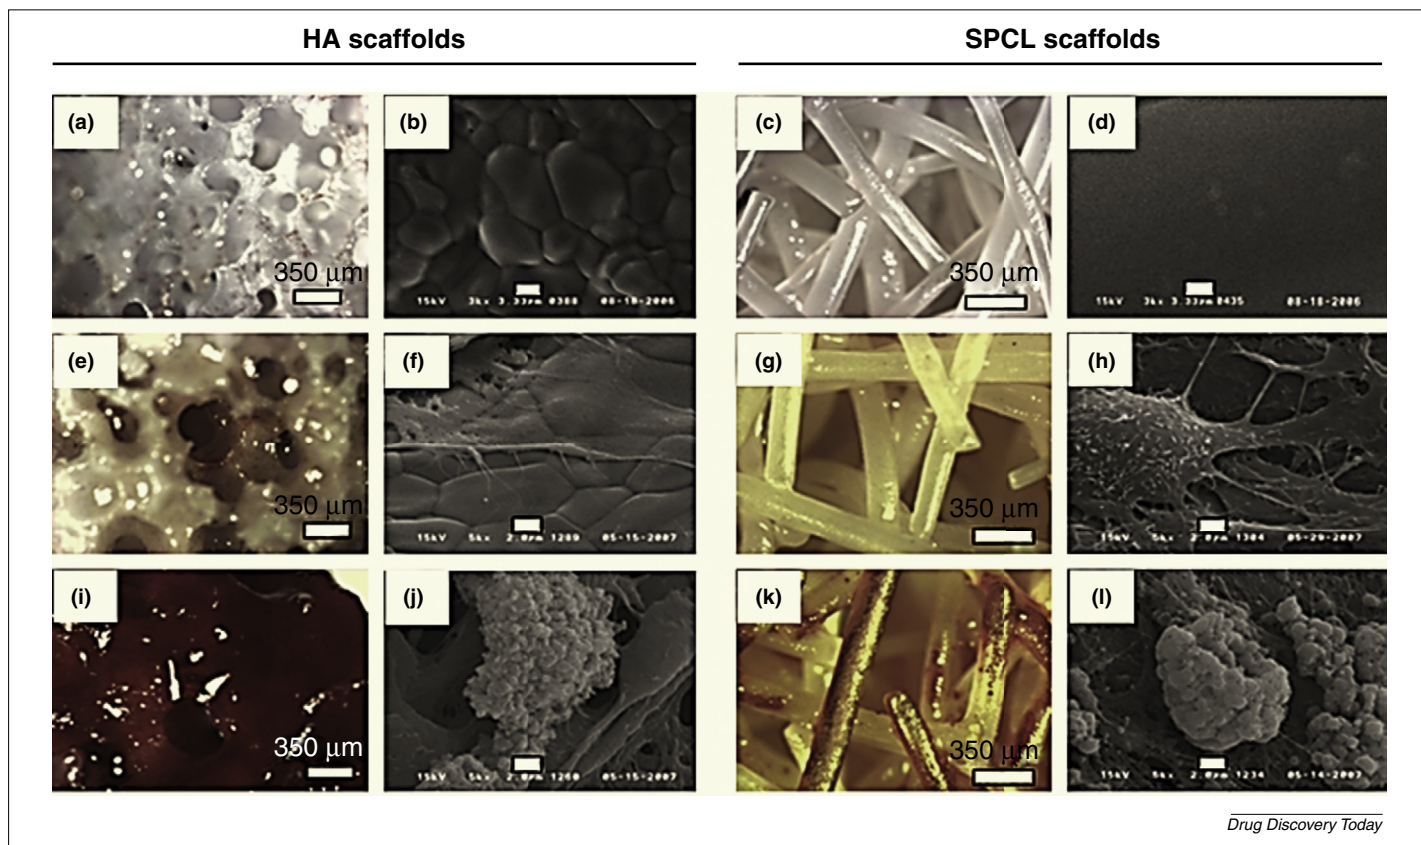 HA scaffolds
SPCL scaffolds
(a)
350 μm
(b)
15kV 3kx 3.33μm 0388 08-18-2006
(c)
350 μm
(d)
15kV 3kx 3.33μm 0435 08-18-2006
(e)
350 μm
(f)
15kV 5kx 2.0μm 1289 05-15-2007
(g)
350 μm
(h)
15kV 5kx 2.0μm 1304 05-29-2007
(i)
350 μm
(j)
15kV 5kx 2.0μm 1260 05-15-2007
(k)
350 μm
(l)
15kV 5kx 2.0μm 1234 05-14-2007
Drug Discovery Today